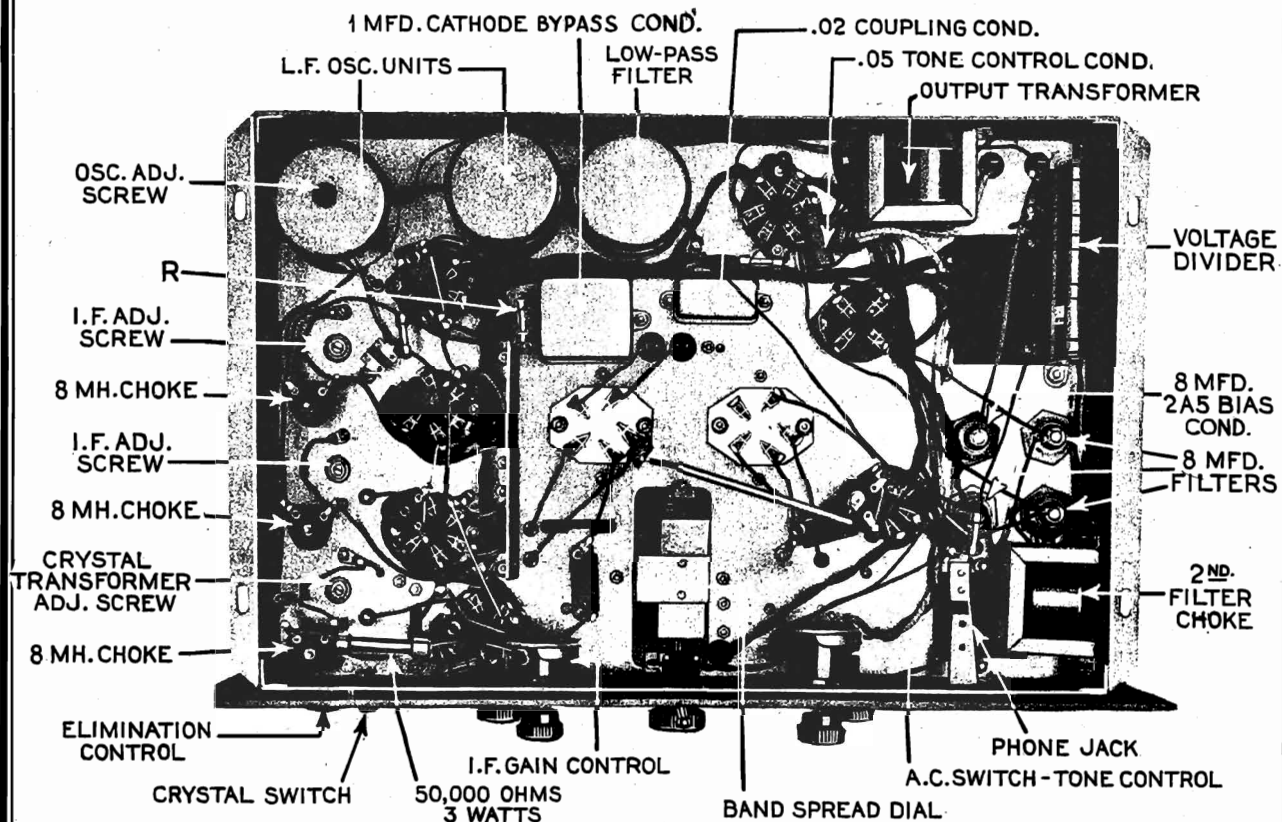 1 MFD. CATHODE BYPASS COND.
.02 COUPLING COND.
L.F. OSC. UNITS
LOW-PASS
FILTER
.05 TONE CONTROL COND.
OUTPUT TRANSFORMER
OSC. ADJ.
SCREW
R
VOLTAGE
DIVIDER
I.F. ADJ.
SCREW
8 MH. CHOKE
8 MFD.
2A5 BIAS
COND.
I.F. ADJ.
SCREW
8 MFD.
FILTERS
8 MH. CHOKE
CRYSTAL
TRANSFORMER
ADJ. SCREW
2ND.
FILTER
CHOKE
8 MH. CHOKE
ELIMINATION
CONTROL
CRYSTAL SWITCH
50,000 OHMS
3 WATTS
I.F. GAIN CONTROL
BAND SPREAD DIAL
PHONE JACK
A.C. SWITCH - TONE CONTROL